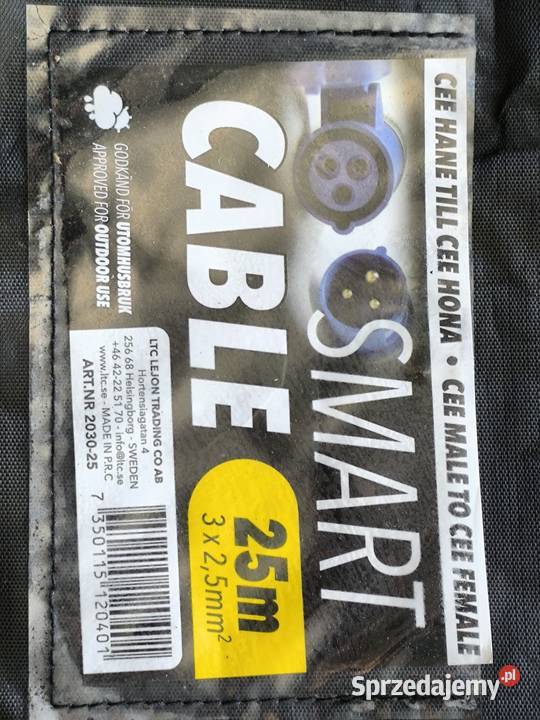 CEE HANE TILL CEE HONA • CEE MALE TO CEE FEMALE
SMART
CABLE
25m
3 x 2,5mm²
GODKÄND FÖR UTOMHUSBRUK
APPROVED FOR OUTDOOR USE
LTC LEJON TRADING CO AB
Hortensiagatan 4
256 68 Helsingborg - SWEDEN
+46 42-22 51 70 - info@ltc.se
www.ltc.se - MADE IN P.R.C
ART.NR 2030-25
7 350115 120401
Sprzedajemy.pl